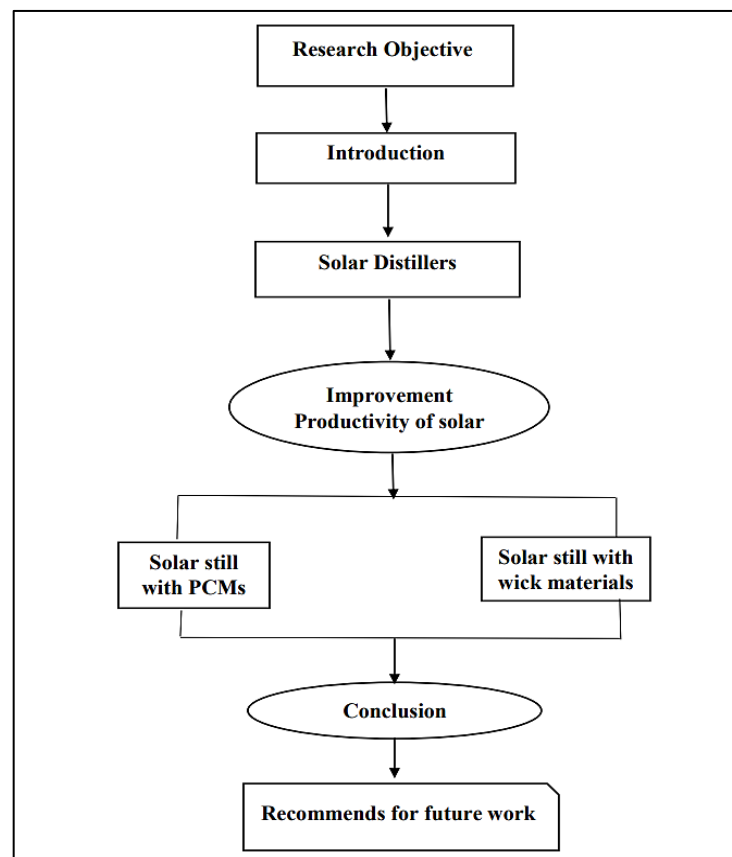 Research Objective
Introduction
Solar Distillers
Improvement
Productivity of solar
Solar still
with PCMs
Solar still with
wick materials
Conclusion
Recommends for future work